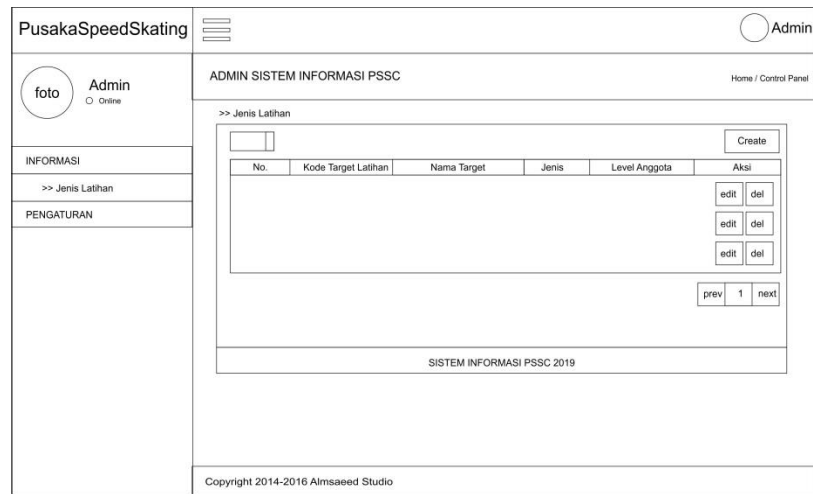 PusakaSpeedSkating
Admin
foto
Admin
Online
ADMIN SISTEM INFORMASI PSSC
Home / Control Panel
INFORMASI
>> Jenis Latihan
PENGATURAN
>> Jenis Latihan
Create
No. Kode Target Latihan Nama Target Jenis Level Anggota Aksi
edit del
edit del
edit del
prev 1 next
SISTEM INFORMASI PSSC 2019
Copyright 2014-2016 Almsaeed Studio